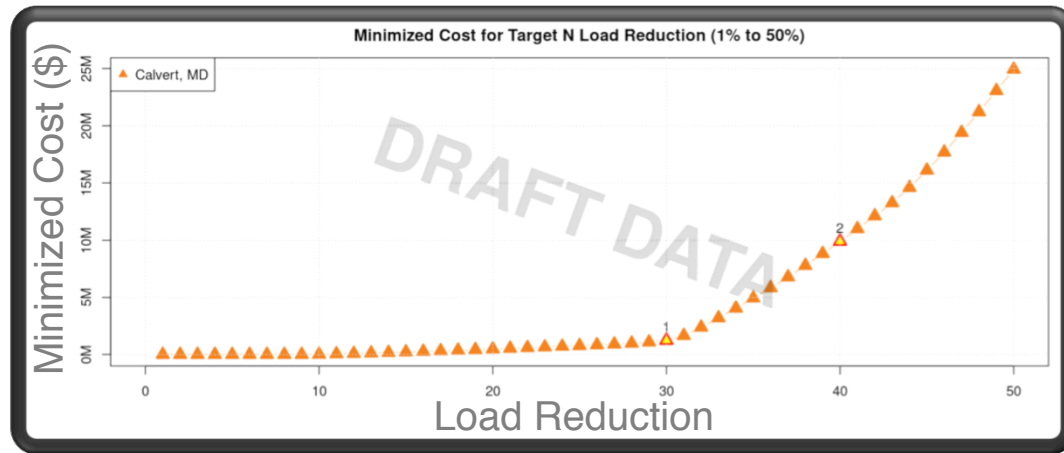 Minimized Cost for Target N Load Reduction (1% to 50%)
Calvert, MD
Minimized Cost ($)
25M
20M
15M
10M
5M
0M
DRAFT DATA
1
2
0
10
20
30
40
50
Load Reduction